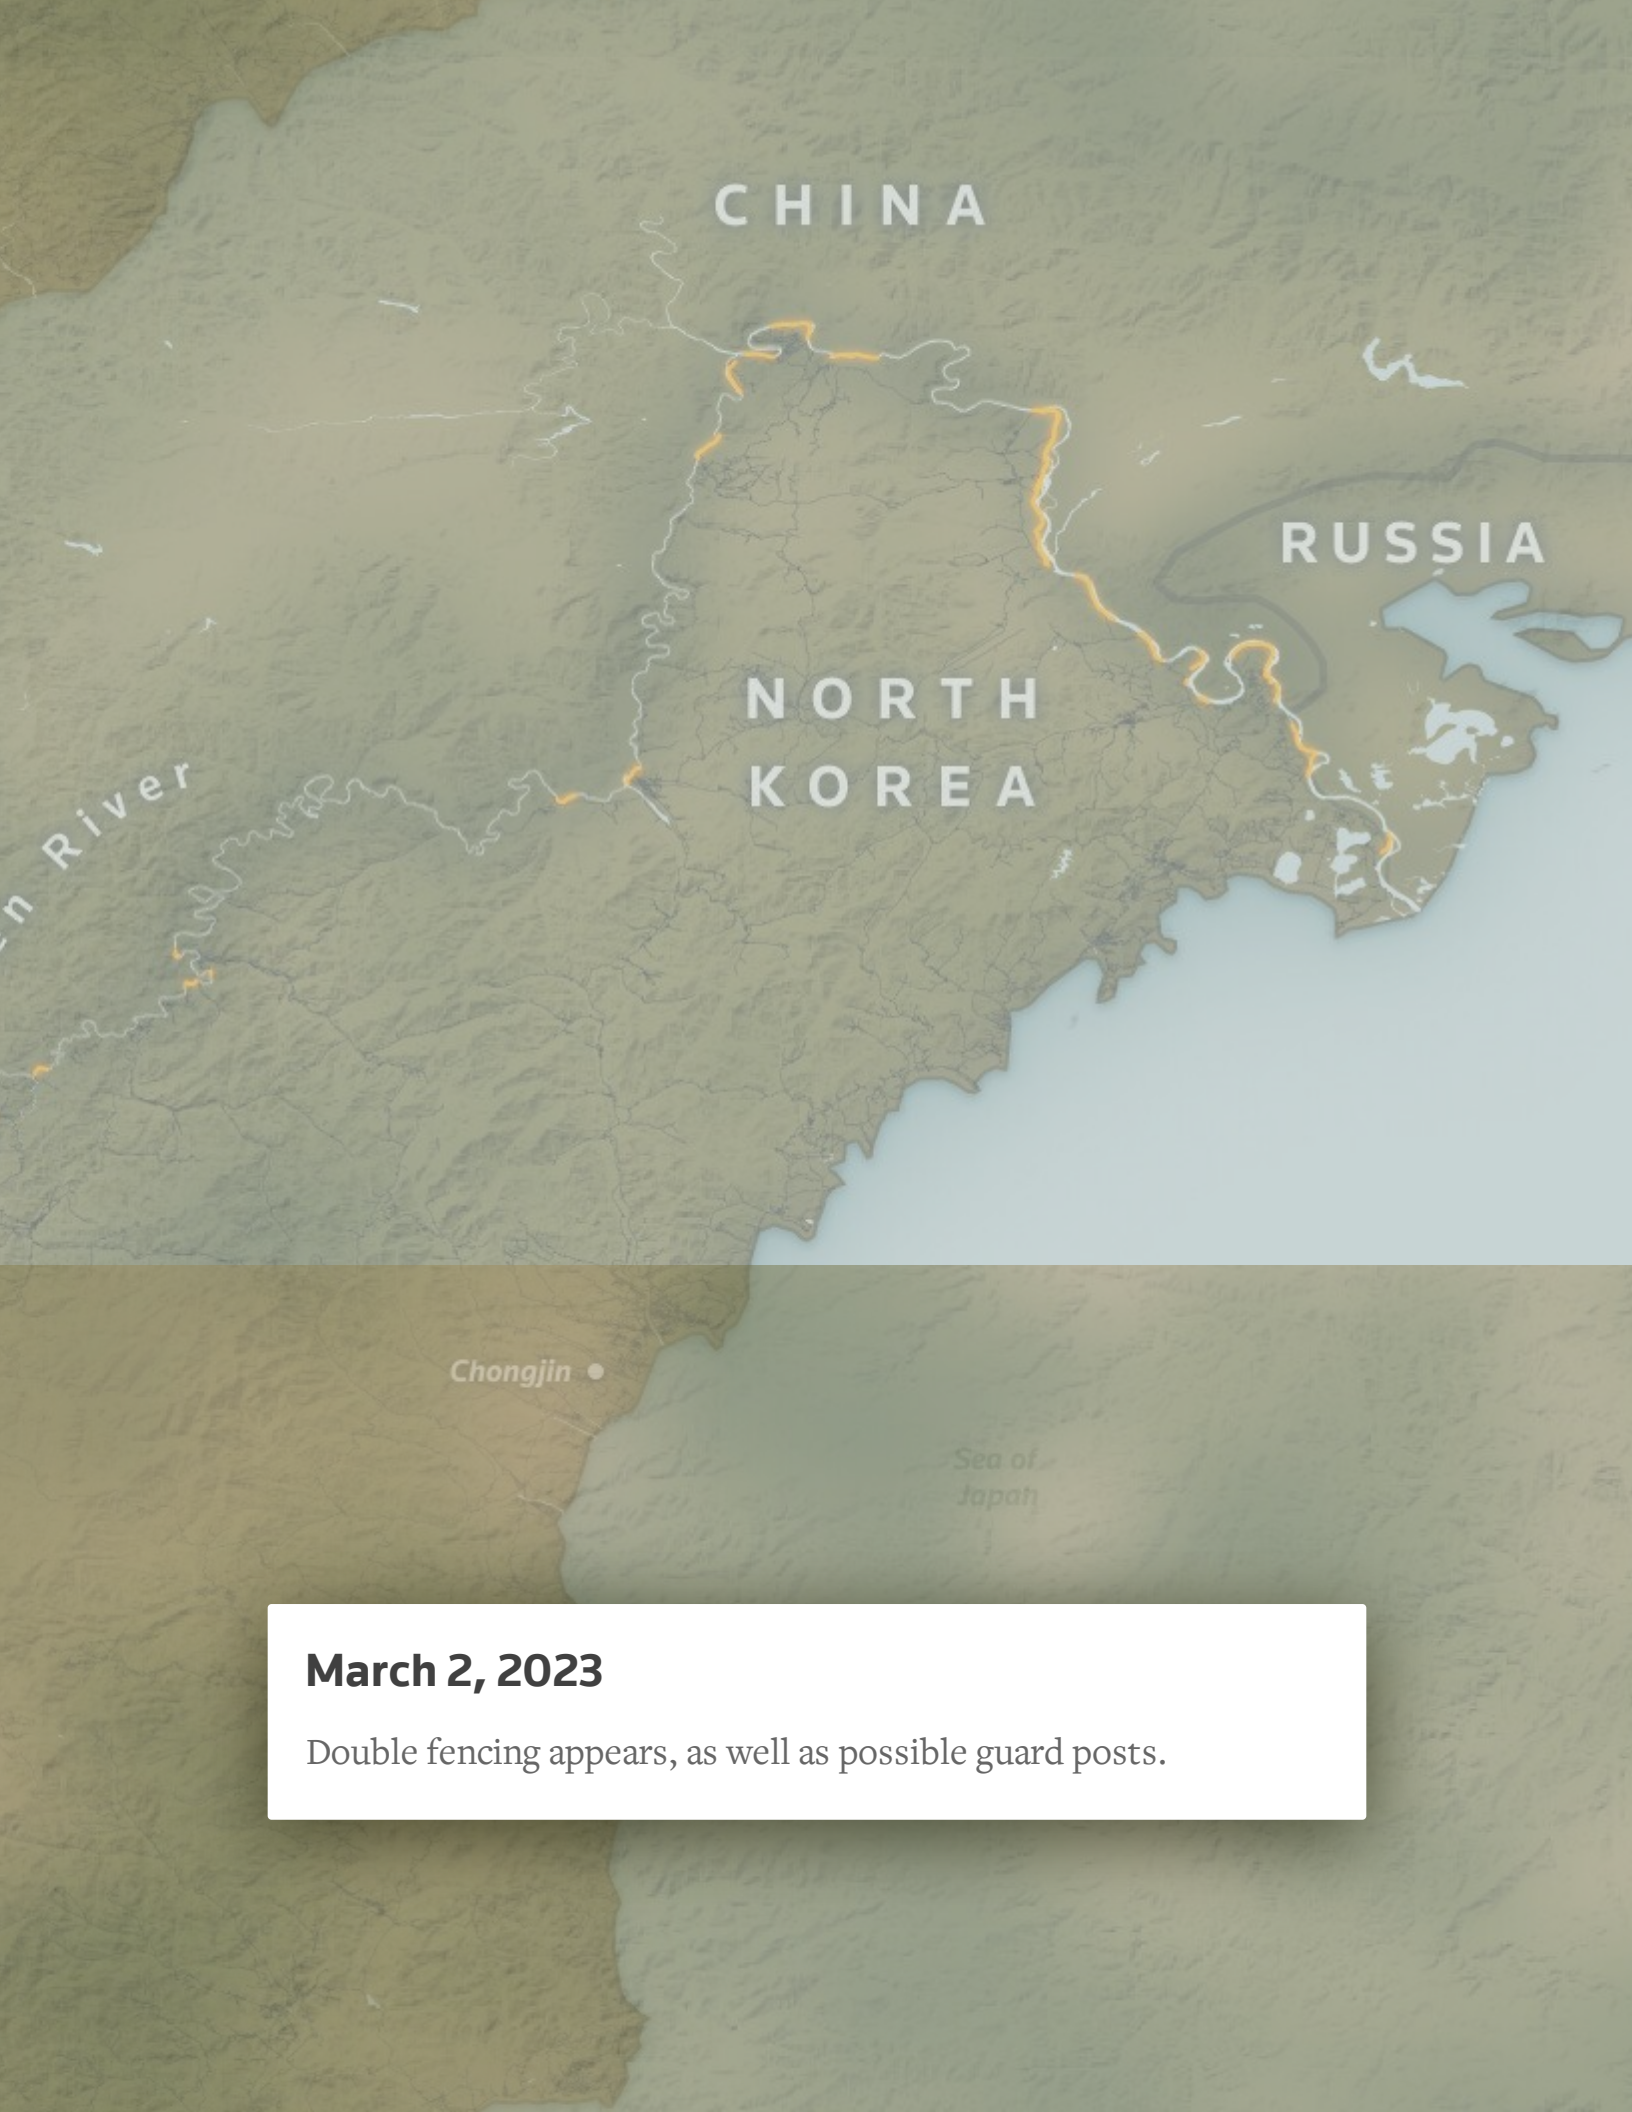 CHINA
RUSSIA
NORTH
KOREA
n River
Chongjin
Sea of
Japan
March 2, 2023
Double fencing appears, as well as possible guard posts.